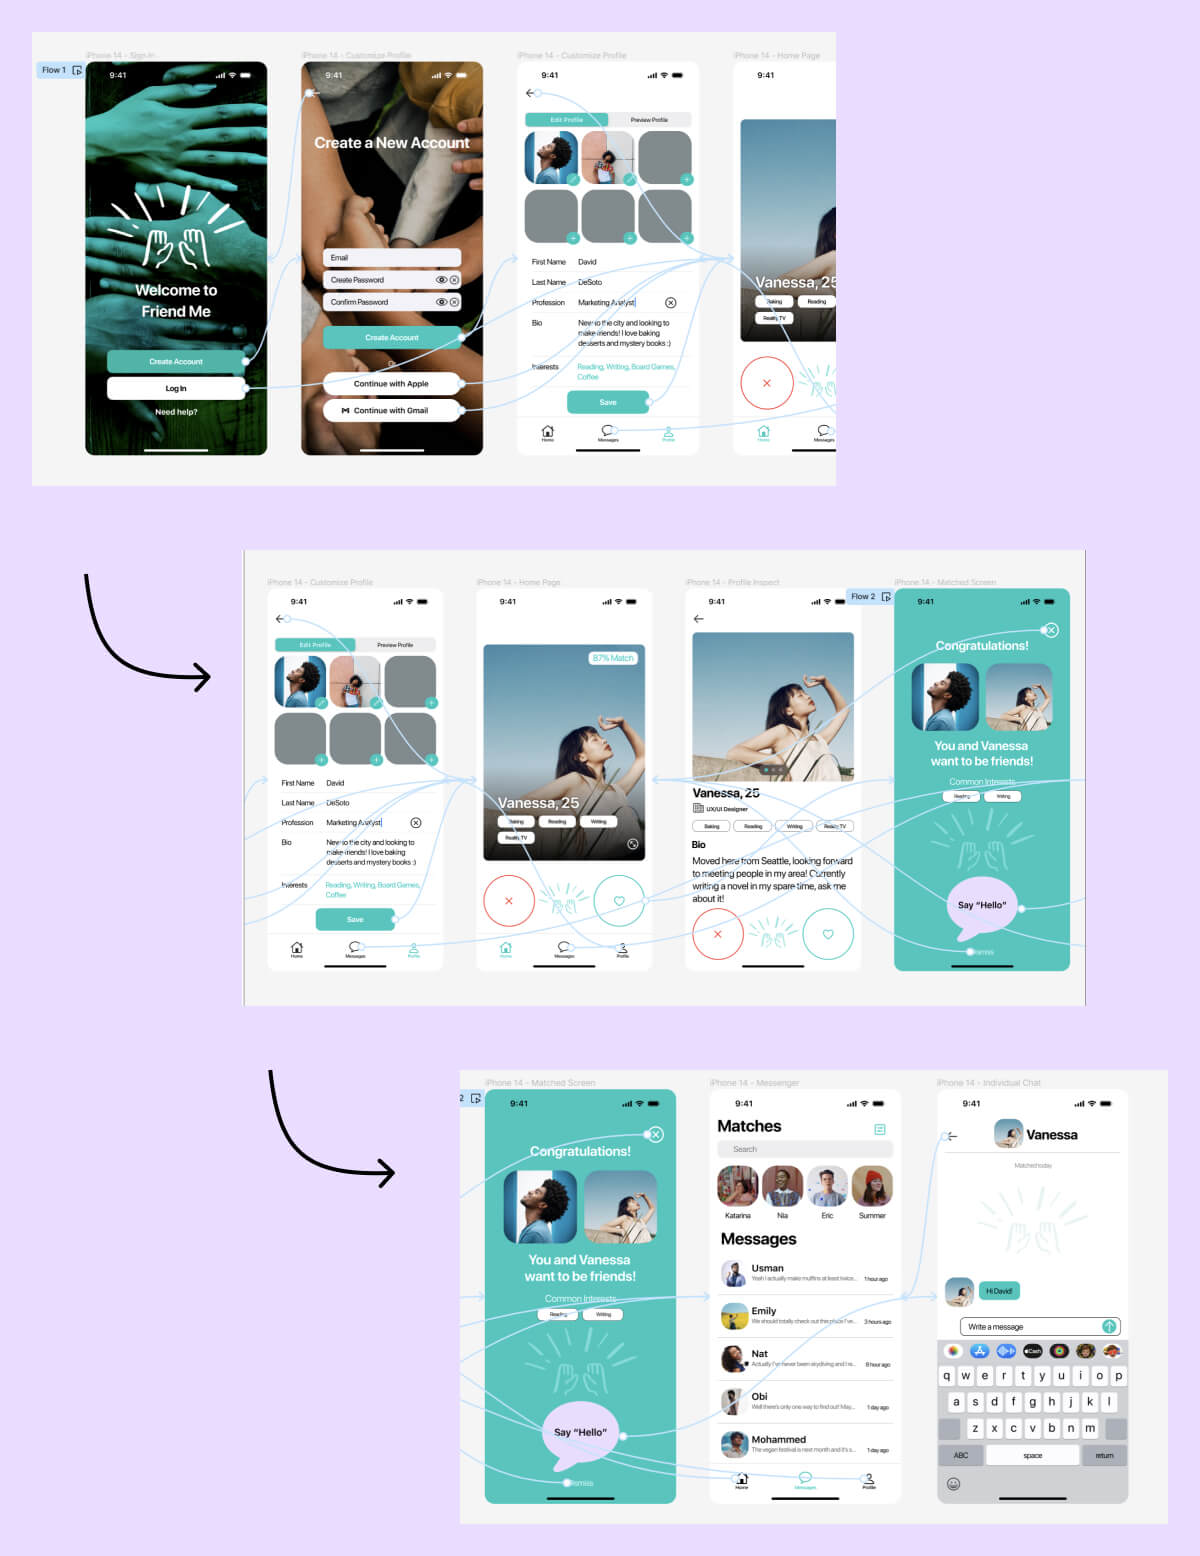 iPhone 14 - Sign In
Flow 1
9:41
Welcome to
Friend Me
Create Account
Log In
Need help?
iPhone 14 - Customize Profile
9:41
Create a New Account
Email
Create Password
Confirm Password
Create Account
Or
Continue with Apple
Continue with Gmail
iPhone 14 - Customize Profile
9:41
Edit Profile
Preview Profile
First Name David
Last Name DeSoto
Profession Marketing Analyst
Bio New to the city and looking to
make friends! I love baking
desserts and mystery books :)
Interests Reading, Writing, Board Games,
Coffee
Save
Home
Messages
Profile
iPhone 14 - Home Page
9:41
Vanessa, 25
Baking
Reading
Reality TV
Home
Messages
iPhone 14 - Customize Profile
9:41
Edit Profile
Preview Profile
First Name David
Last Name DeSoto
Profession Marketing Analyst
Bio New to the city and looking to
make friends! I love baking
desserts and mystery books :)
Interests Reading, Writing, Board Games,
Coffee
Save
Home
Messages
Profile
iPhone 14 - Home Page
9:41
87% Match
Vanessa, 25
Baking
Reading
Writing
Reality TV
Home
Messages
Profile
iPhone 14 - Profile Inspect
9:41
Vanessa, 25
UX/UI Designer
Baking
Reading
Writing
Reality TV
Bio
Moved here from Seattle, looking forward
to meeting people in my area! Currently
writing a novel in my spare time, ask me
about it!
iPhone 14 - Matched Screen
Flow 2
9:41
Congratulations!
You and Vanessa
want to be friends!
Common Interests
Reading
Writing
Say “Hello”
Dismiss
iPhone 14 - Matched Screen
2
9:41
Congratulations!
You and Vanessa
want to be friends!
Common Interests
Reading
Writing
Say “Hello”
Dismiss
iPhone 14 - Messenger
9:41
Matches
Search
Katarina
Nia
Eric
Summer
Messages
Usman
Yeah I actually make muffins at least twice...
1 hour ago
Emily
We should totally check out this place I've...
3 hours ago
Nat
Actually I've never been skydiving and I re...
8 hour ago
Obi
Well there's only one way to find out! May...
1 day ago
Mohammed
The vegan festival is next month and it's s...
1 day ago
Home
Messages
Profile
iPhone 14 - Individual Chat
9:41
Vanessa
Matched today
Hi David!
Write a message
Cash
q w e r t y u i o p
a s d f g h j k l
z x c v b n m
ABC
space
return